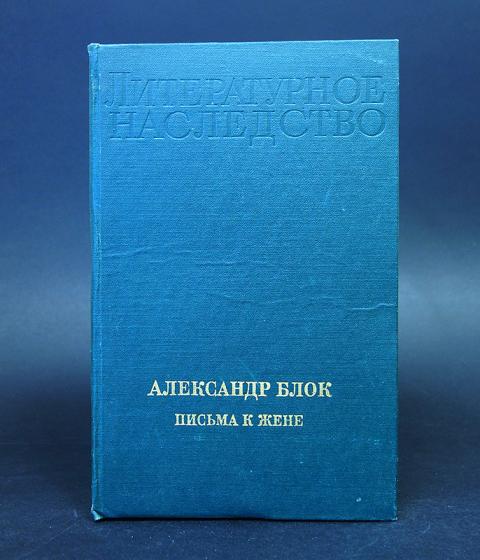 ЛИТЕРАТУРНОЕ
НАСЛЕДСТВО
АЛЕКСАНДР БЛОК
ПИСЬМА К ЖЕНЕ